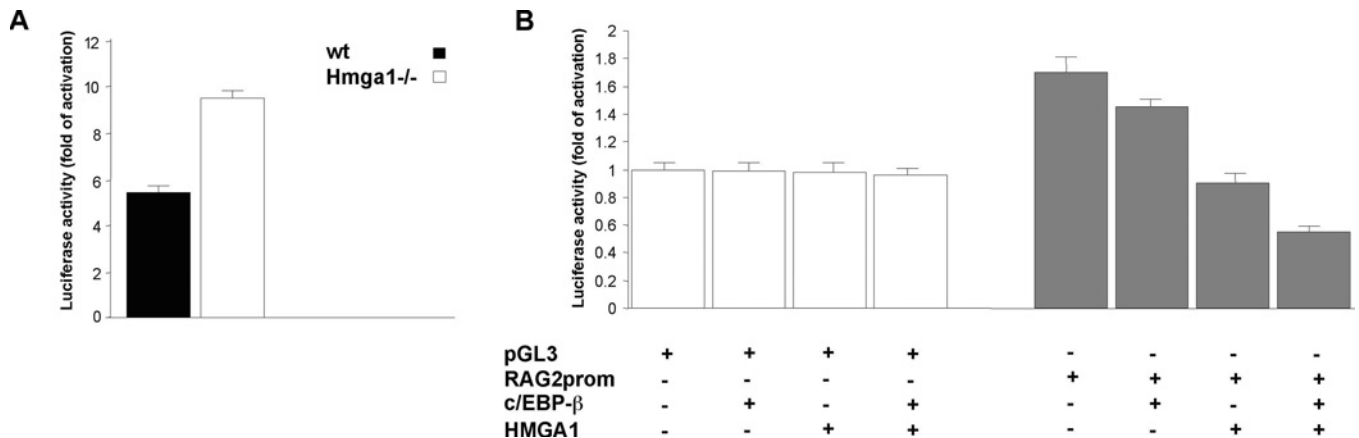 A
Luciferase activity (fold of activation)
12
10
8
6
4
2
0
wt
Hmga1-/-
B
Luciferase activity (fold of activation)
2
1.8
1.6
1.4
1.2
1
0.8
0.6
0.4
0.2
0
pGL3 + + + + - - - -
RAG2prom - - - - + + + +
c/EBP-β - + - + - + - +
HMGA1 - - + + - - + +